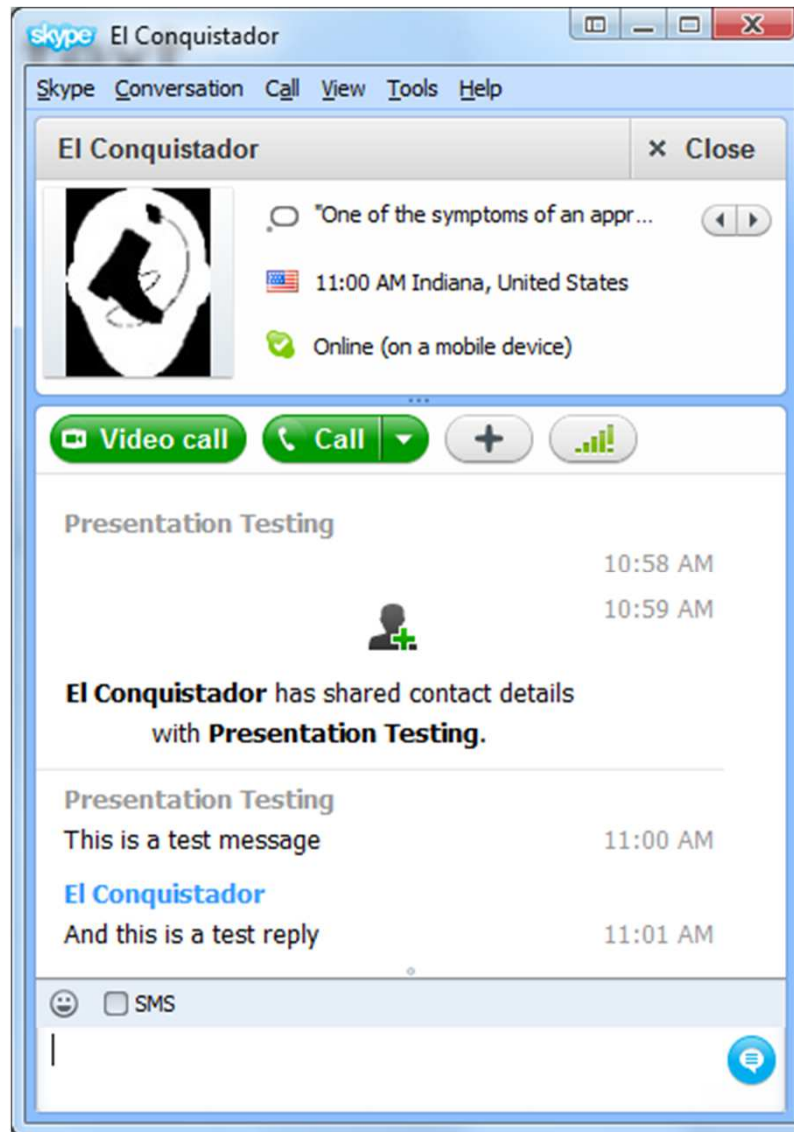 skype El Conquistador
Skype Conversation Call View Tools Help
El Conquistador × Close
"One of the symptoms of an appr...
11:00 AM Indiana, United States
Online (on a mobile device)
Video call Call
Presentation Testing
10:58 AM
10:59 AM
El Conquistador has shared contact details
with Presentation Testing.
Presentation Testing
This is a test message 11:00 AM
El Conquistador
And this is a test reply 11:01 AM
SMS